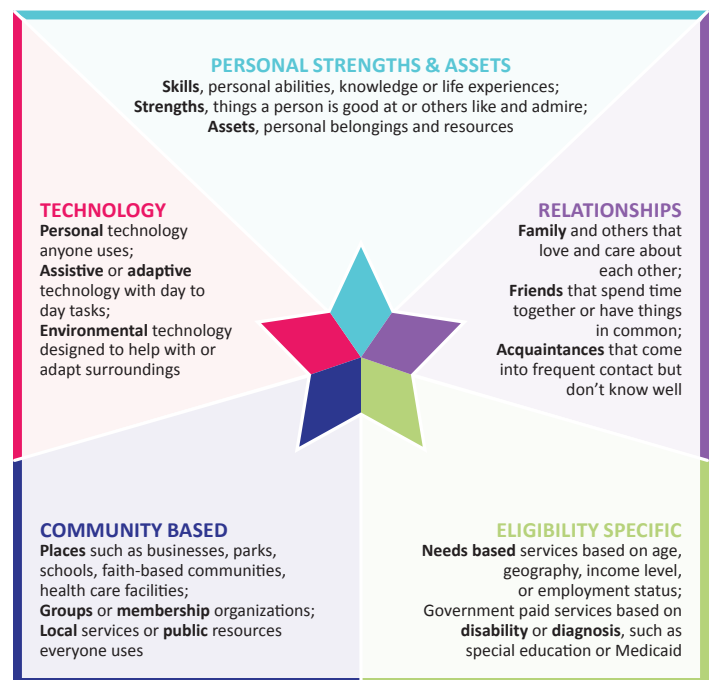 PERSONAL STRENGTHS & ASSETS
Skills, personal abilities, knowledge or life experiences;
Strengths, things a person is good at or others like and admire;
Assets, personal belongings and resources
TECHNOLOGY
Personal technology
anyone uses;
Assistive or adaptive
technology with day to
day tasks;
Environmental technology
designed to help with or
adapt surroundings
RELATIONSHIPS
Family and others that
love and care about
each other;
Friends that spend time
together or have things
in common;
Acquaintances that come
into frequent contact but
don’t know well
COMMUNITY BASED
Places such as businesses, parks,
schools, faith-based communities,
health care facilities;
Groups or membership organizations;
Local services or public resources
everyone uses
ELIGIBILITY SPECIFIC
Needs based services based on age,
geography, income level,
or employment status;
Government paid services based on
disability or diagnosis, such as
special education or Medicaid